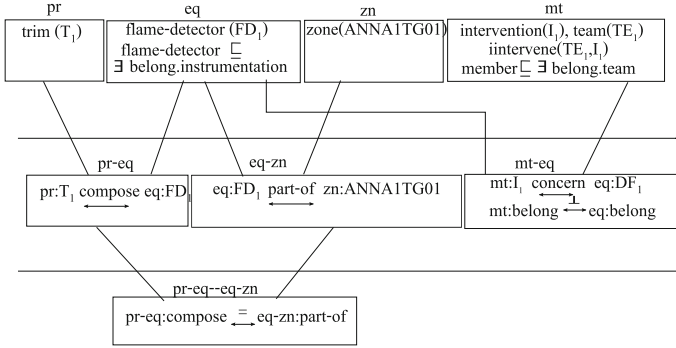 pr eq zn mt
trim (T₁)
flame-detector (FD₁)
flame-detector ⊑
∃ belong.instrumentation
zone(ANNA1TG01)
intervention(I₁), team(TE₁)
iintervene(TE₁,I₁)
member ⊑ ∃ belong.team
pr-eq eq-zn mt-eq
pr:T₁ compose eq:FD₁
↔
eq:FD₁ part-of zn:ANNA1TG01
↔
mt:I₁ concern eq:DF₁
↔
⊥
mt:belong ↔ eq:belong
pr-eq--eq-zn
=
pr-eq:compose ↔ eq-zn:part-of